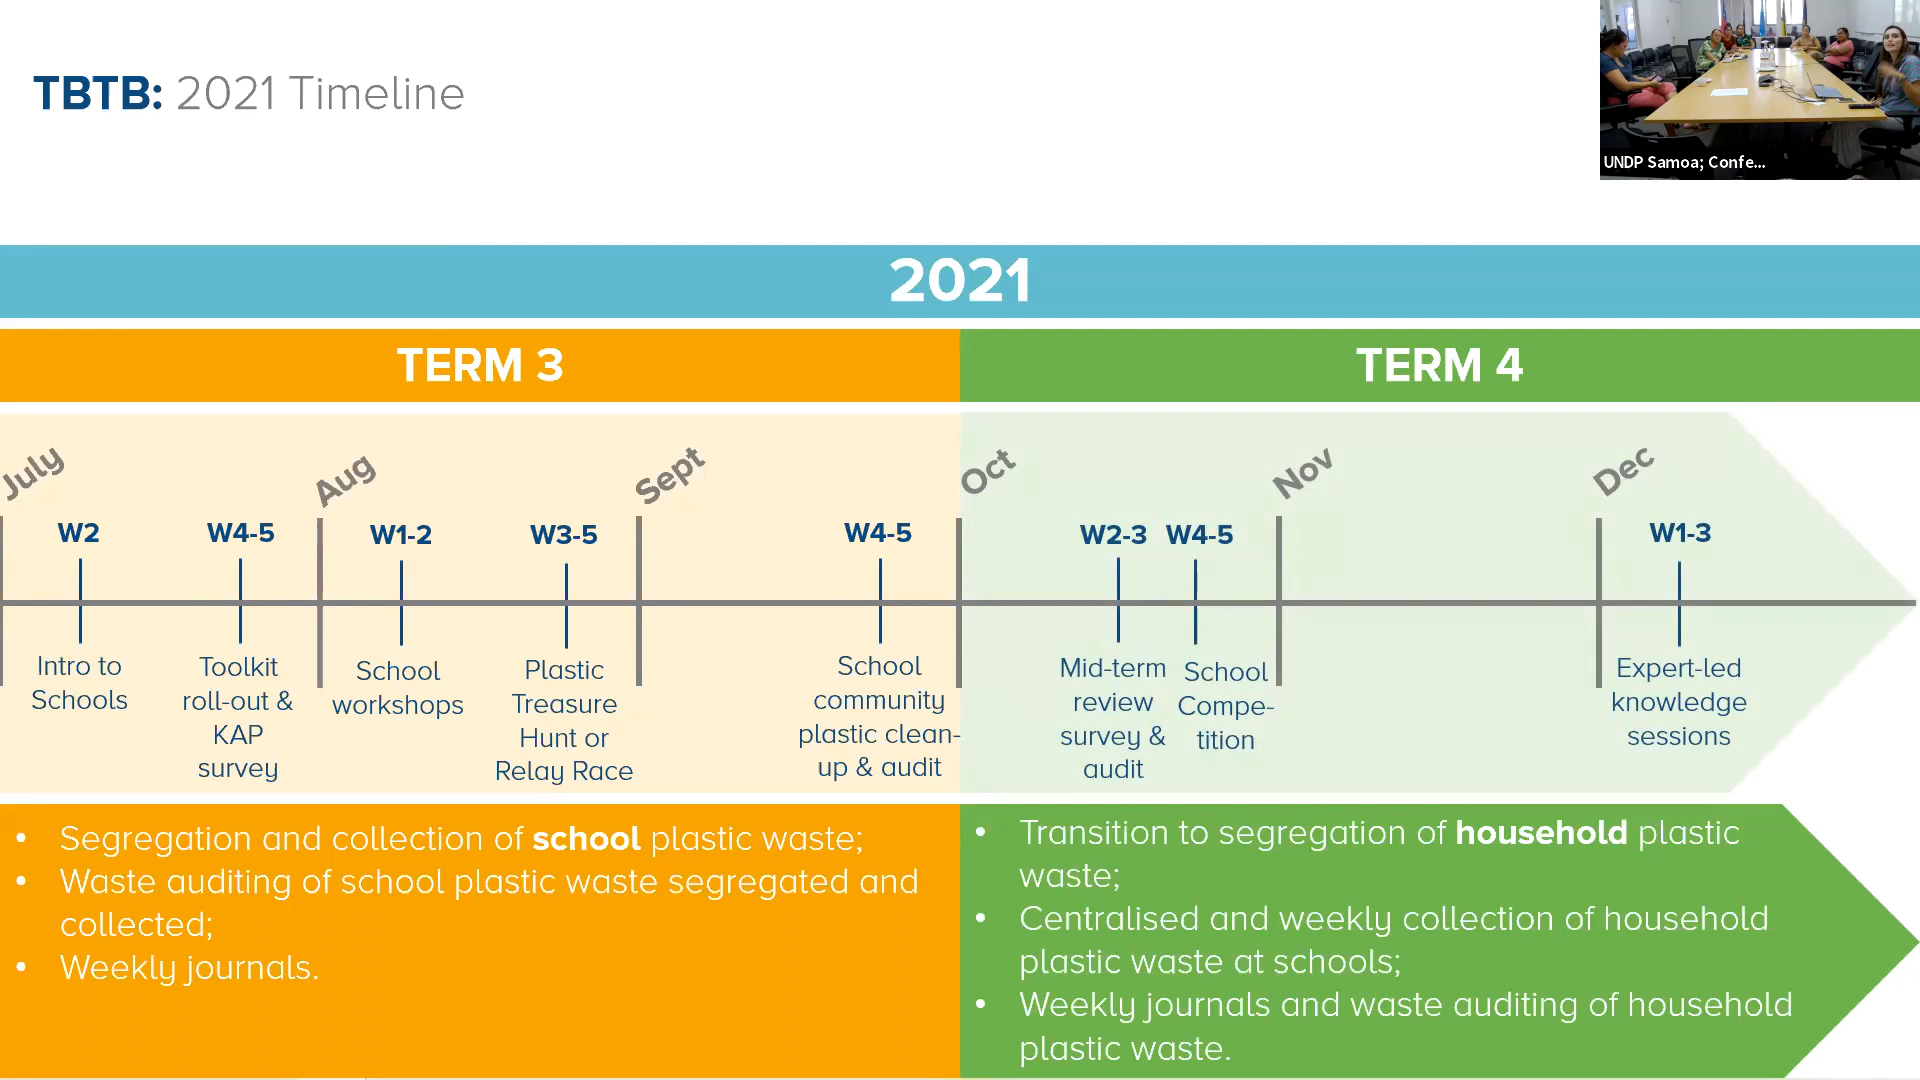 TBTB: 2021 Timeline
UNDP Samoa; Confe...
2021
TERM 3
TERM 4
July
Aug
Sept
Oct
Nov
Dec
W2
W4-5
W1-2
W3-5
W4-5
W2-3
W4-5
W1-3
Intro to
Schools
Toolkit
roll-out &
KAP
survey
School
workshops
Plastic
Treasure
Hunt or
Relay Race
School
community
plastic clean-
up & audit
Mid-term
review
survey &
audit
School
Compe-
tition
Expert-led
knowledge
sessions
• Segregation and collection of school plastic waste;
• Waste auditing of school plastic waste segregated and
collected;
• Weekly journals.
• Transition to segregation of household plastic
waste;
• Centralised and weekly collection of household
plastic waste at schools;
• Weekly journals and waste auditing of household
plastic waste.